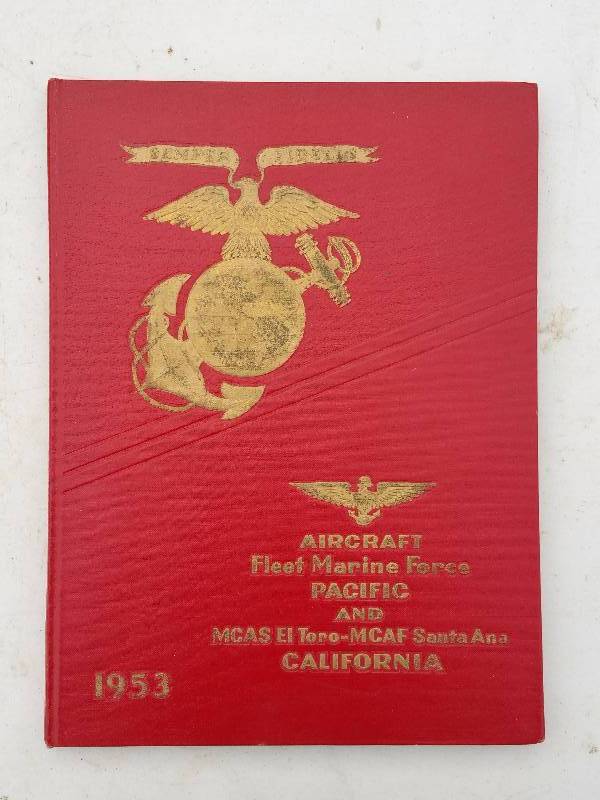 SEMPER FIDELIS
AIRCRAFT
Fleet Marine Force
PACIFIC
AND
MCAS El Toro-MCAF Santa Ana
CALIFORNIA
1953